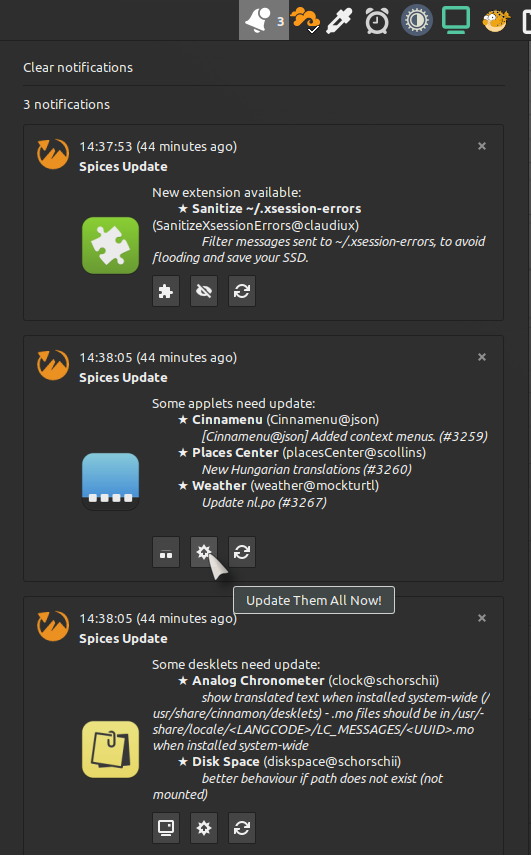 3
Clear notifications
3 notifications
14:37:53 (44 minutes ago)
×
Spices Update
New extension available:
★ Sanitize ~/.xsession-errors
(SanitizeXsessionErrors@claudiux)
Filter messages sent to ~/.xsession-errors, to avoid
flooding and save your SSD.
14:38:05 (44 minutes ago)
×
Spices Update
Some applets need update:
★ Cinnamenu (Cinnamenu@json)
[Cinnamenu@json] Added context menus. (#3259)
★ Places Center (placesCenter@scollins)
New Hungarian translations (#3260)
★ Weather (weather@mockturtl)
Update nl.po (#3267)
Update Them All Now!
14:38:05 (44 minutes ago)
×
Spices Update
Some desklets need update:
★ Analog Chronometer (clock@schorschii)
show translated text when installed system-wide (/
usr/share/cinnamon/desklets) - .mo files should be in /usr/
share/locale/<LANGCODE>/LC_MESSAGES/<UUID>.mo
when installed system-wide
★ Disk Space (diskspace@schorschii)
better behaviour if path does not exist (not
mounted)